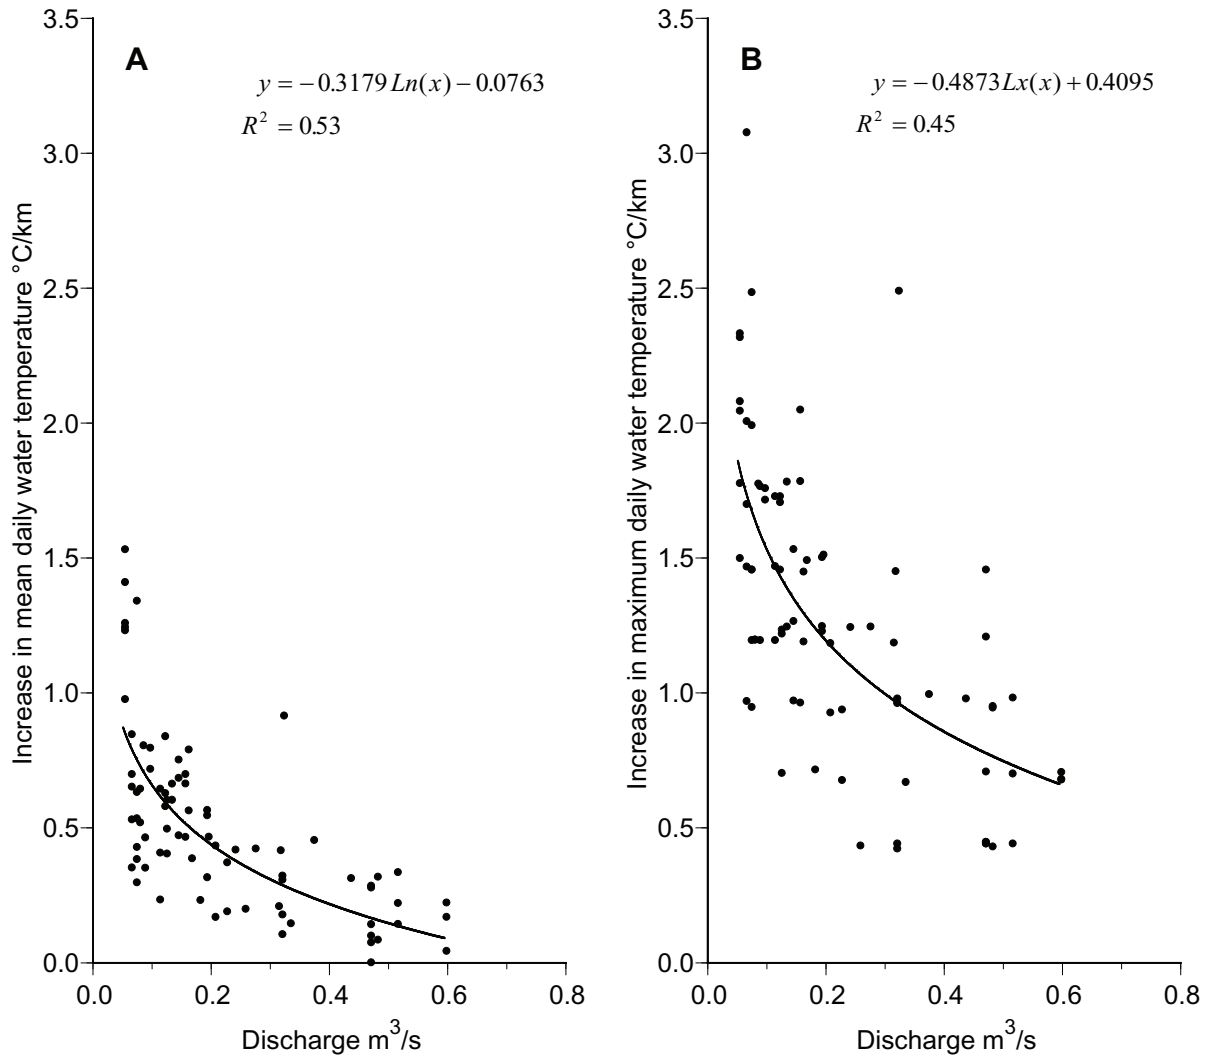 A
y = −0.3179 Ln(x) − 0.0763
R² = 0.53
3.5
3.0
2.5
2.0
1.5
1.0
0.5
0.0
Increase in mean daily water temperature °C/km
0.0 0.2 0.4 0.6 0.8
Discharge m³/s
B
y = −0.4873Lx(x) + 0.4095
R² = 0.45
3.5
3.0
2.5
2.0
1.5
1.0
0.5
0.0
Increase in maximum daily water temperature °C/km
0.0 0.2 0.4 0.6 0.8
Discharge m³/s